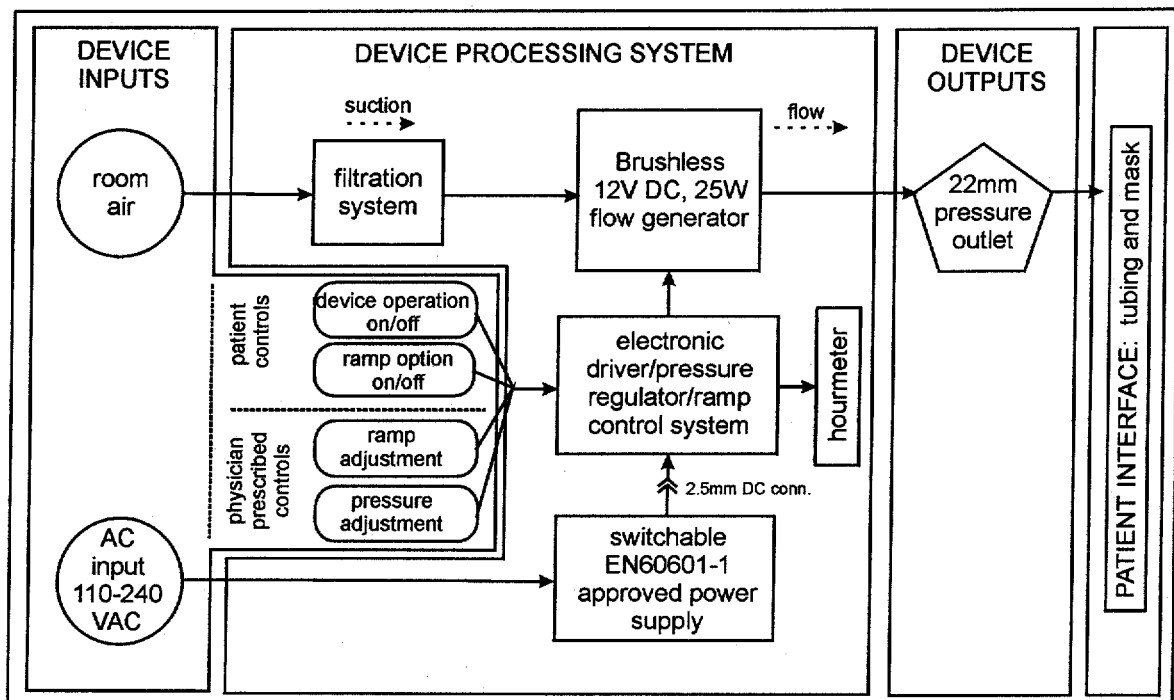 DEVICE
INPUTS
DEVICE PROCESSING SYSTEM
DEVICE
OUTPUTS
suction
flow
room
air
filtration
system
Brushless
12V DC, 25W
flow generator
22mm
pressure
outlet
PATIENT INTERFACE: tubing and mask
patient
controls
device operation
on/off
ramp option
on/off
electronic
driver/pressure
regulator/ramp
control system
hourmeter
physician
prescribed
controls
ramp
adjustment
pressure
adjustment
2.5mm DC conn.
AC
input
110-240
VAC
switchable
EN60601-1
approved power
supply